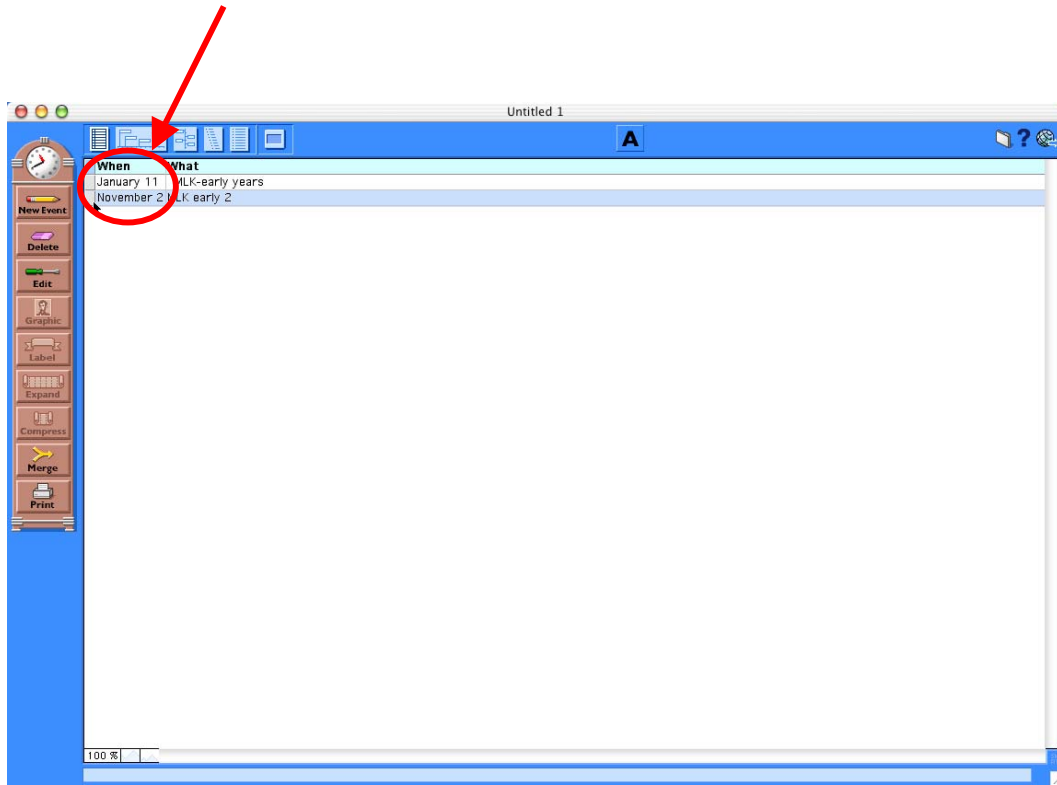 Untitled 1
A
?
When What
January 11 MLK-early years
November 2 MLK early 2
New Event
Delete
Edit
Graphic
Label
Expand
Compress
Merge
Print
100 %